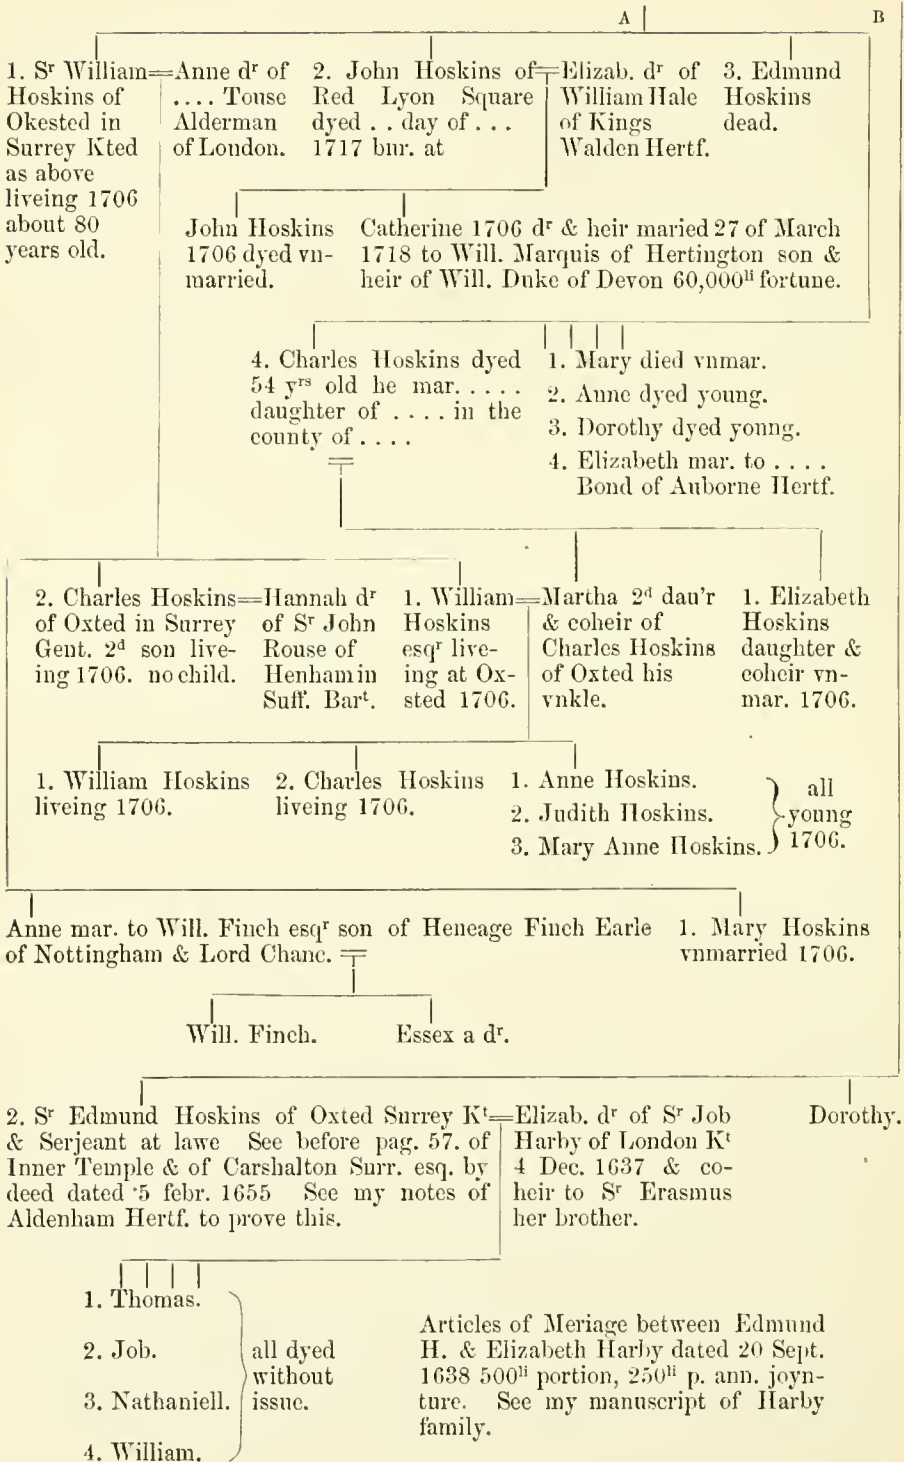 A B
1. Sʳ William=Anne dʳ of
Hoskins of .... Touse
Okested in Alderman
Surrey Kted of London.
as above
liveing 1706
about 80
years old.
2. John Hoskins of=Elizab. dʳ of
Red Lyon Square William Hale
dyed . . day of . . . of Kings
1717 bur. at Walden Hertf.
3. Edmund
Hoskins
dead.
John Hoskins
1706 dyed vn-
married.
Catherine 1706 dʳ & heir maried 27 of March
1718 to Will. Marquis of Hertington son &
heir of Will. Duke of Devon 60,000ˡⁱ fortune.
4. Charles Hoskins dyed
54 yʳˢ old he mar. . . . .
daughter of . . . . in the
county of . . . .
1. Mary died vnmar.
2. Anne dyed young.
3. Dorothy dyed young.
4. Elizabeth mar. to . . . .
Bond of Auborne Hertf.
2. Charles Hoskins=Hannah dʳ
of Oxted in Surrey of Sʳ John
Gent. 2ᵈ son live- Rouse of
ing 1706. no child. Henham in
Suff. Barᵗ.
1. William=Martha 2ᵈ dau'r
Hoskins & coheir of
esqʳ live- Charles Hoskins
ing at Ox- of Oxted his
sted 1706. vnkle.
1. Elizabeth
Hoskins
daughter &
coheir vn-
mar. 1706.
1. William Hoskins
liveing 1706.
2. Charles Hoskins
liveing 1706.
1. Anne Hoskins.
2. Judith Hoskins.
3. Mary Anne Hoskins.
all
young
1706.
Anne mar. to Will. Finch esqʳ son of Heneage Finch Earle
of Nottingham & Lord Chanc.
1. Mary Hoskins
vnmarried 1706.
Will. Finch. Essex a dʳ.
2. Sʳ Edmund Hoskins of Oxted Surrey Kᵗ=Elizab. dʳ of Sʳ Job
& Serjeant at lawe See before pag. 57. of Harby of London Kᵗ
Inner Temple & of Carshalton Surr. esq. by 4 Dec. 1637 & co-
deed dated 5 febr. 1655 See my notes of heir to Sʳ Erasmus
Aldenham Hertf. to prove this. her brother.
Dorothy.
1. Thomas.
2. Job.
3. Nathaniell.
4. William.
all dyed
without
issue.
Articles of Meriage between Edmund
H. & Elizabeth Harby dated 20 Sept.
1638 500ˡⁱ portion, 250ˡⁱ p. ann. joyn-
ture. See my manuscript of Harby
family.